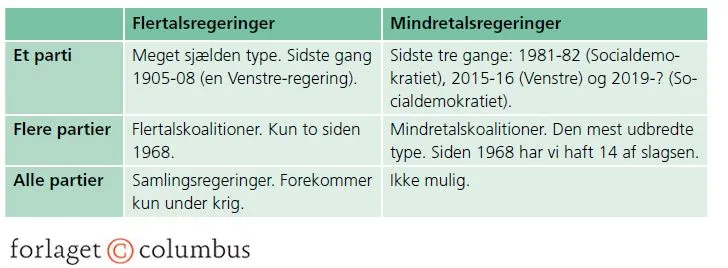 Flertalsregeringer
Mindretalsregeringer
Et parti
Meget sjælden type. Sidste gang
1905-08 (en Venstre-regering).
Sidste tre gange: 1981-82 (Socialdemo-
kratiet), 2015-16 (Venstre) og 2019-? (So-
cialdemokratiet).
Flere partier
Flertalskoalitioner. Kun to siden
1968.
Mindretalskoalitioner. Den mest udbredte
type. Siden 1968 har vi haft 14 af slagsen.
Alle partier
Samlingsregeringer. Forekommer
kun under krig.
Ikke mulig.
forlaget © columbus